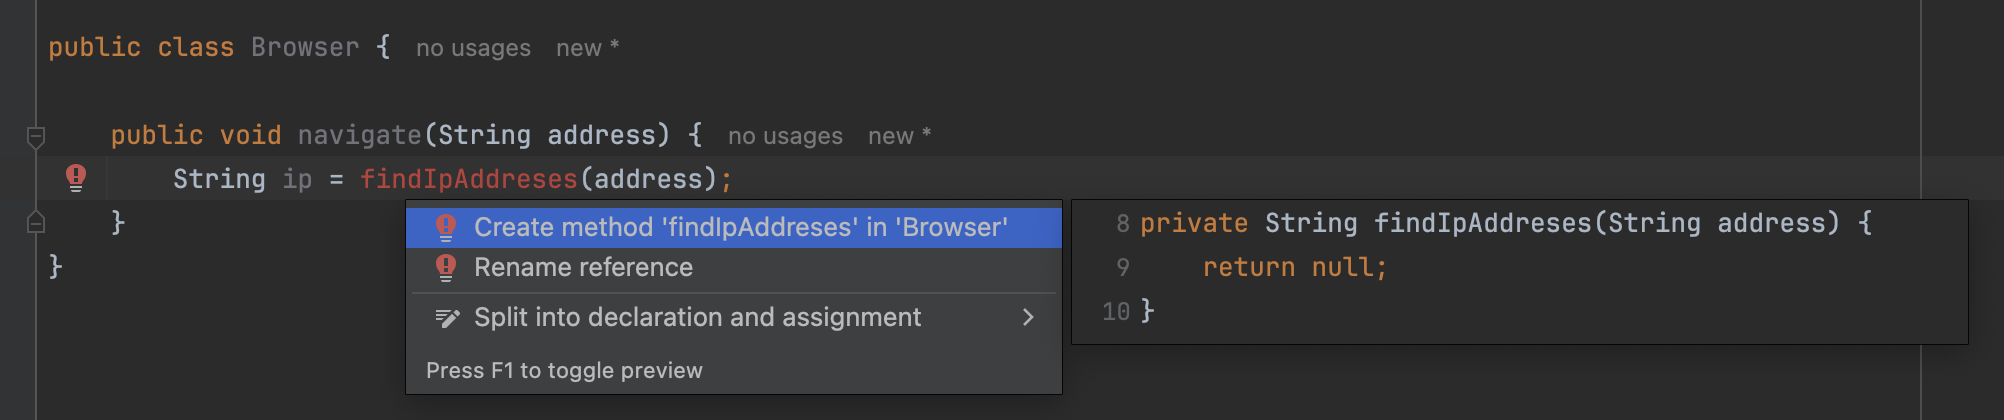 public class Browser { no usages new *
public void navigate(String address) { no usages new *
String ip = findIpAddreses(address);
}
}
Create method 'findIpAddreses' in 'Browser'
Rename reference
Split into declaration and assignment
Press F1 to toggle preview
8 private String findIpAddreses(String address) {
9 return null;
10 }